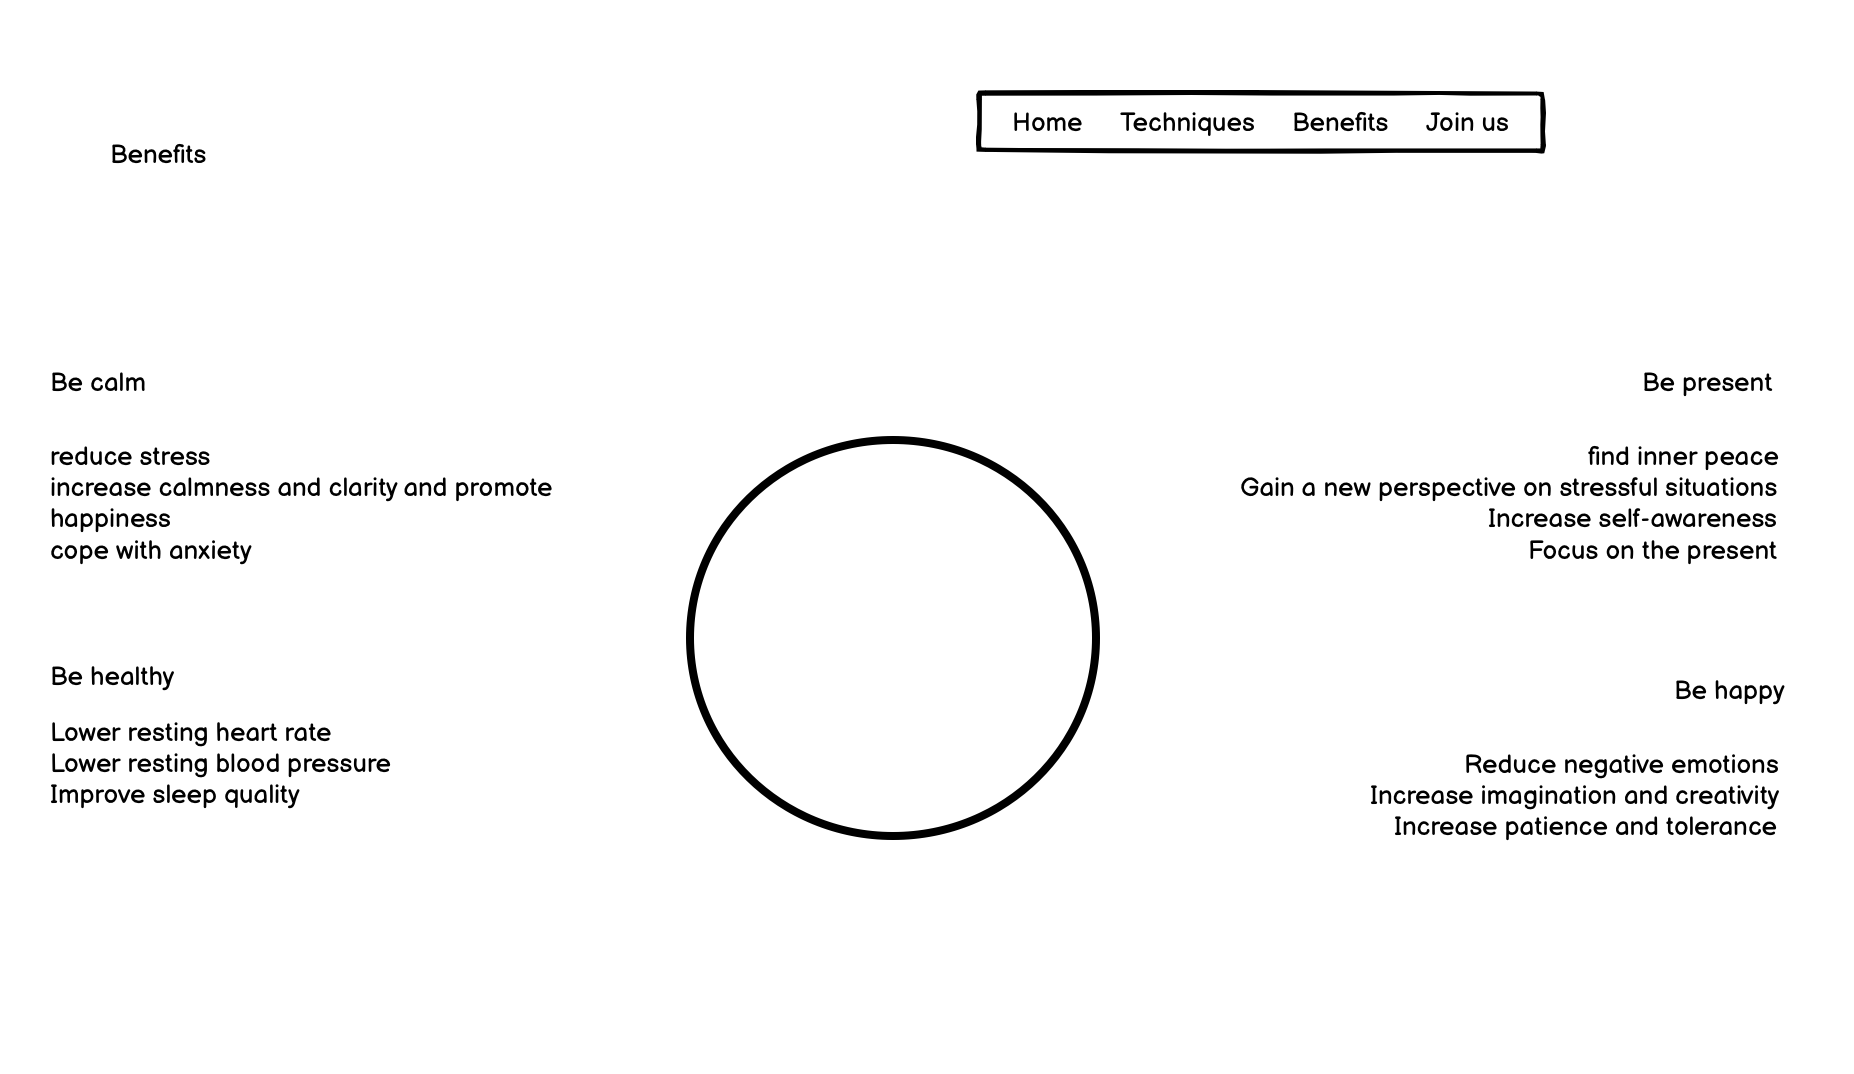 Home Techniques Benefits Join us
Benefits
Be calm
reduce stress
increase calmness and clarity and promote
happiness
cope with anxiety
Be present
find inner peace
Gain a new perspective on stressful situations
Increase self-awareness
Focus on the present
Be healthy
Lower resting heart rate
Lower resting blood pressure
Improve sleep quality
Be happy
Reduce negative emotions
Increase imagination and creativity
Increase patience and tolerance